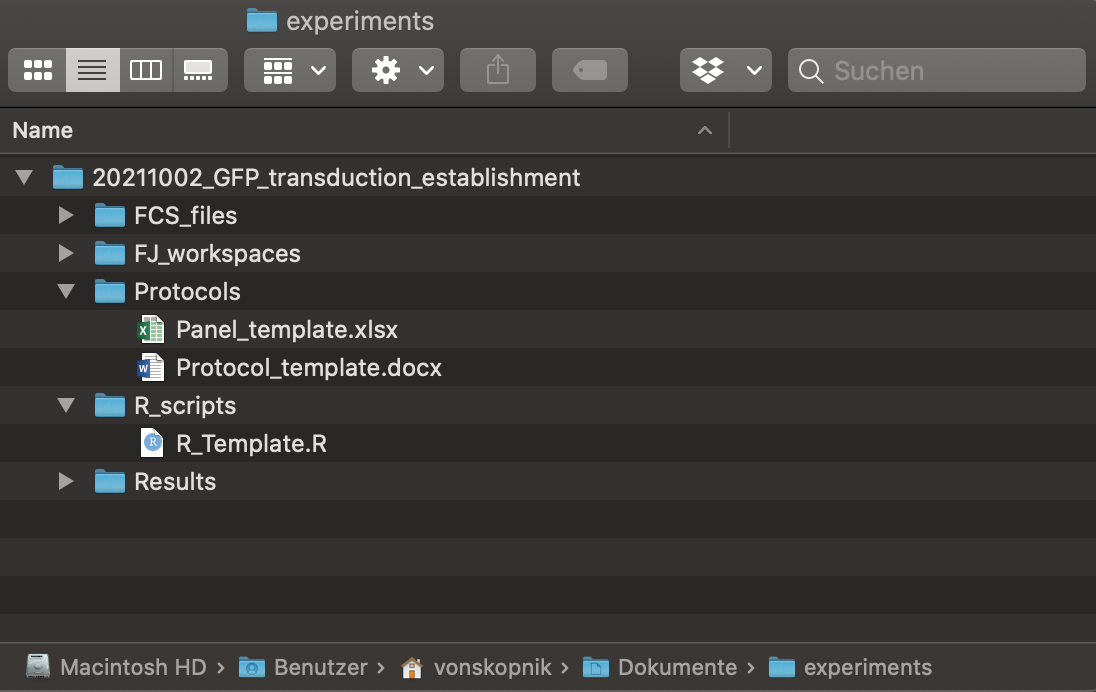 experiments
Suchen
Name
20211002_GFP_transduction_establishment
FCS_files
FJ_workspaces
Protocols
Panel_template.xlsx
Protocol_template.docx
R_scripts
R_Template.R
Results
Macintosh HD › Benutzer › vonskopnik › Dokumente › experiments